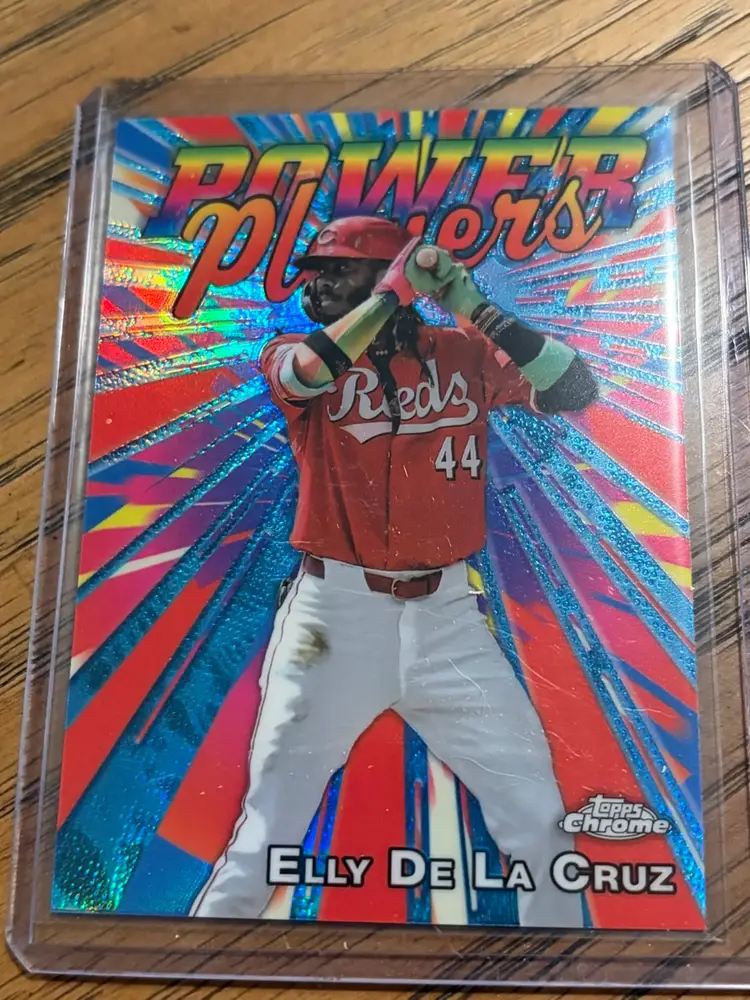 POWER
Players
C
Reds
44
topps
Chrome
ELLY DE LA CRUZ